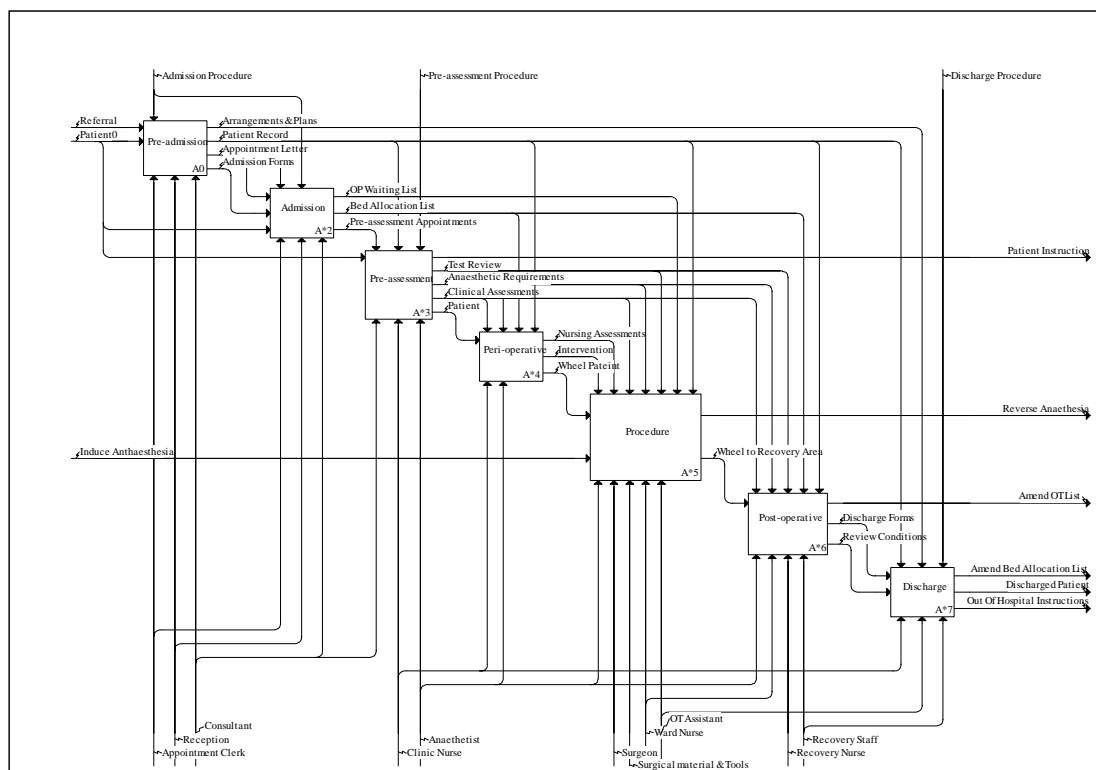 Admission Procedure
Pre-assessment Procedure
Discharge Procedure
Referral
Arrangements & Plans
Patient0
Pre-admission
Patient Record
Appointment Letter
A0
Admission Forms
OP Waiting List
Admission
Bed Allocation List
A*2
Pre-assessment Appointments
Patient Instruction
Test Review
Pre-assessment
Anaesthetic Requirements
Clinical Assessments
A*3
Patient
Nursing Assessments
Peri-operative
Intervention
A*4
Wheel Pateint
Reverse Anaethesia
Procedure
Induce Anthaesthesia
Wheel to Recovery Area
A*5
Amend OT List
Post-operative
Discharge Forms
A*6
Review Conditions
Amend Bed Allocation List
Discharge
Discharged Patient
A*7
Out Of Hospital Instructions
Consultant
OT Assistant
Reception
Anaethetist
Ward Nurse
Recovery Staff
Appointment Clerk
Clinic Nurse
Surgeon
Recovery Nurse
Surgical material & Tools